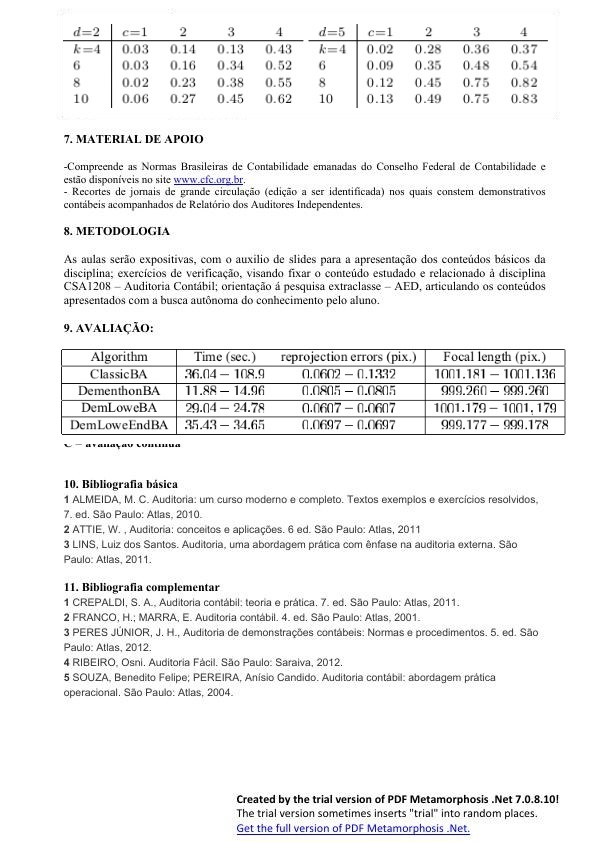 d=2 c=1 2 3 4 d=5 c=1 2 3 4
k=4 0.03 0.14 0.13 0.43 k=4 0.02 0.28 0.36 0.37
6 0.03 0.16 0.34 0.52 6 0.09 0.35 0.48 0.54
8 0.02 0.23 0.38 0.55 8 0.12 0.45 0.75 0.82
10 0.06 0.27 0.45 0.62 10 0.13 0.49 0.75 0.83
7. MATERIAL DE APOIO
-Compreende as Normas Brasileiras de Contabilidade emanadas do Conselho Federal de Contabilidade e
estão disponíveis no site www.cfc.org.br.
- Recortes de jornais de grande circulação (edição a ser identificada) nos quais constem demonstrativos
contábeis acompanhados de Relatório dos Auditores Independentes.
8. METODOLOGIA
As aulas serão expositivas, com o auxilio de slides para a apresentação dos conteúdos básicos da
disciplina; exercícios de verificação, visando fixar o conteúdo estudado e relacionado à disciplina
CSA1208 – Auditoria Contábil; orientação á pesquisa extraclasse – AED, articulando os conteúdos
apresentados com a busca autônoma do conhecimento pelo aluno.
9. AVALIAÇÃO:
Algorithm Time (sec.) reprojection errors (pix.) Focal length (pix.)
ClassicBA 36.04 − 108.9 0.0602 − 0.1332 1001.181 − 1001.136
DementhonBA 11.88 − 14.96 0.0805 − 0.0805 999.260 − 999.260
DemLoweBA 29.04 − 24.78 0.0607 − 0.0607 1001.179 − 1001, 179
DemLoweEndBA 35.43 − 34.65 0.0697 − 0.0697 999.177 − 999.178
C – avaliação contínua
10. Bibliografia básica
1 ALMEIDA, M. C. Auditoria: um curso moderno e completo. Textos exemplos e exercícios resolvidos,
7. ed. São Paulo: Atlas, 2010.
2 ATTIE, W. , Auditoria: conceitos e aplicações. 6 ed. São Paulo: Atlas, 2011
3 LINS, Luiz dos Santos. Auditoria, uma abordagem prática com ênfase na auditoria externa. São
Paulo: Atlas, 2011.
11. Bibliografia complementar
1 CREPALDI, S. A., Auditoria contábil: teoria e prática. 7. ed. São Paulo: Atlas, 2011.
2 FRANCO, H.; MARRA, E. Auditoria contábil. 4. ed. São Paulo: Atlas, 2001.
3 PERES JÚNIOR, J. H., Auditoria de demonstrações contábeis: Normas e procedimentos. 5. ed. São
Paulo: Atlas, 2012.
4 RIBEIRO, Osni. Auditoria Fácil. São Paulo: Saraiva, 2012.
5 SOUZA, Benedito Felipe; PEREIRA, Anísio Candido. Auditoria contábil: abordagem prática
operacional. São Paulo: Atlas, 2004.
Created by the trial version of PDF Metamorphosis .Net 7.0.8.10!
The trial version sometimes inserts "trial" into random places.
Get the full version of PDF Metamorphosis .Net.